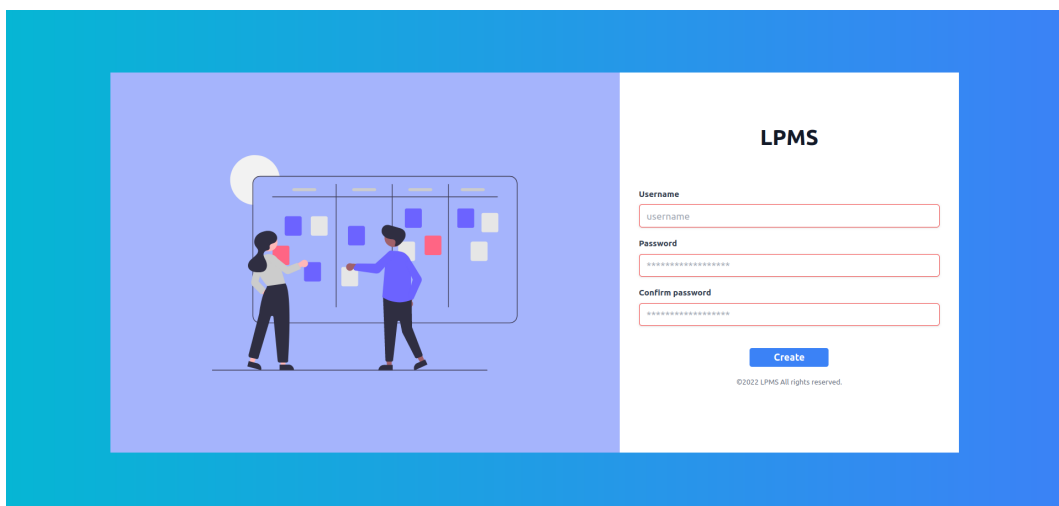 LPMS
Username
username
Password
******************
Confirm password
******************
Create
©2022 LPMS All rights reserved.